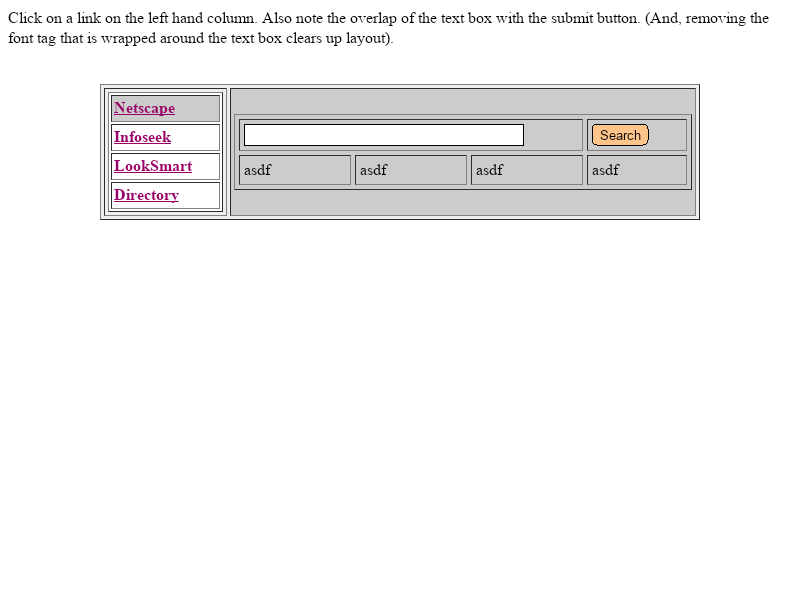 Click on a link on the left hand column. Also note the overlap of the text box with the submit button. (And, removing the
font tag that is wrapped around the text box clears up layout).
Netscape
Infoseek
LookSmart
Directory
Search
asdf asdf asdf asdf